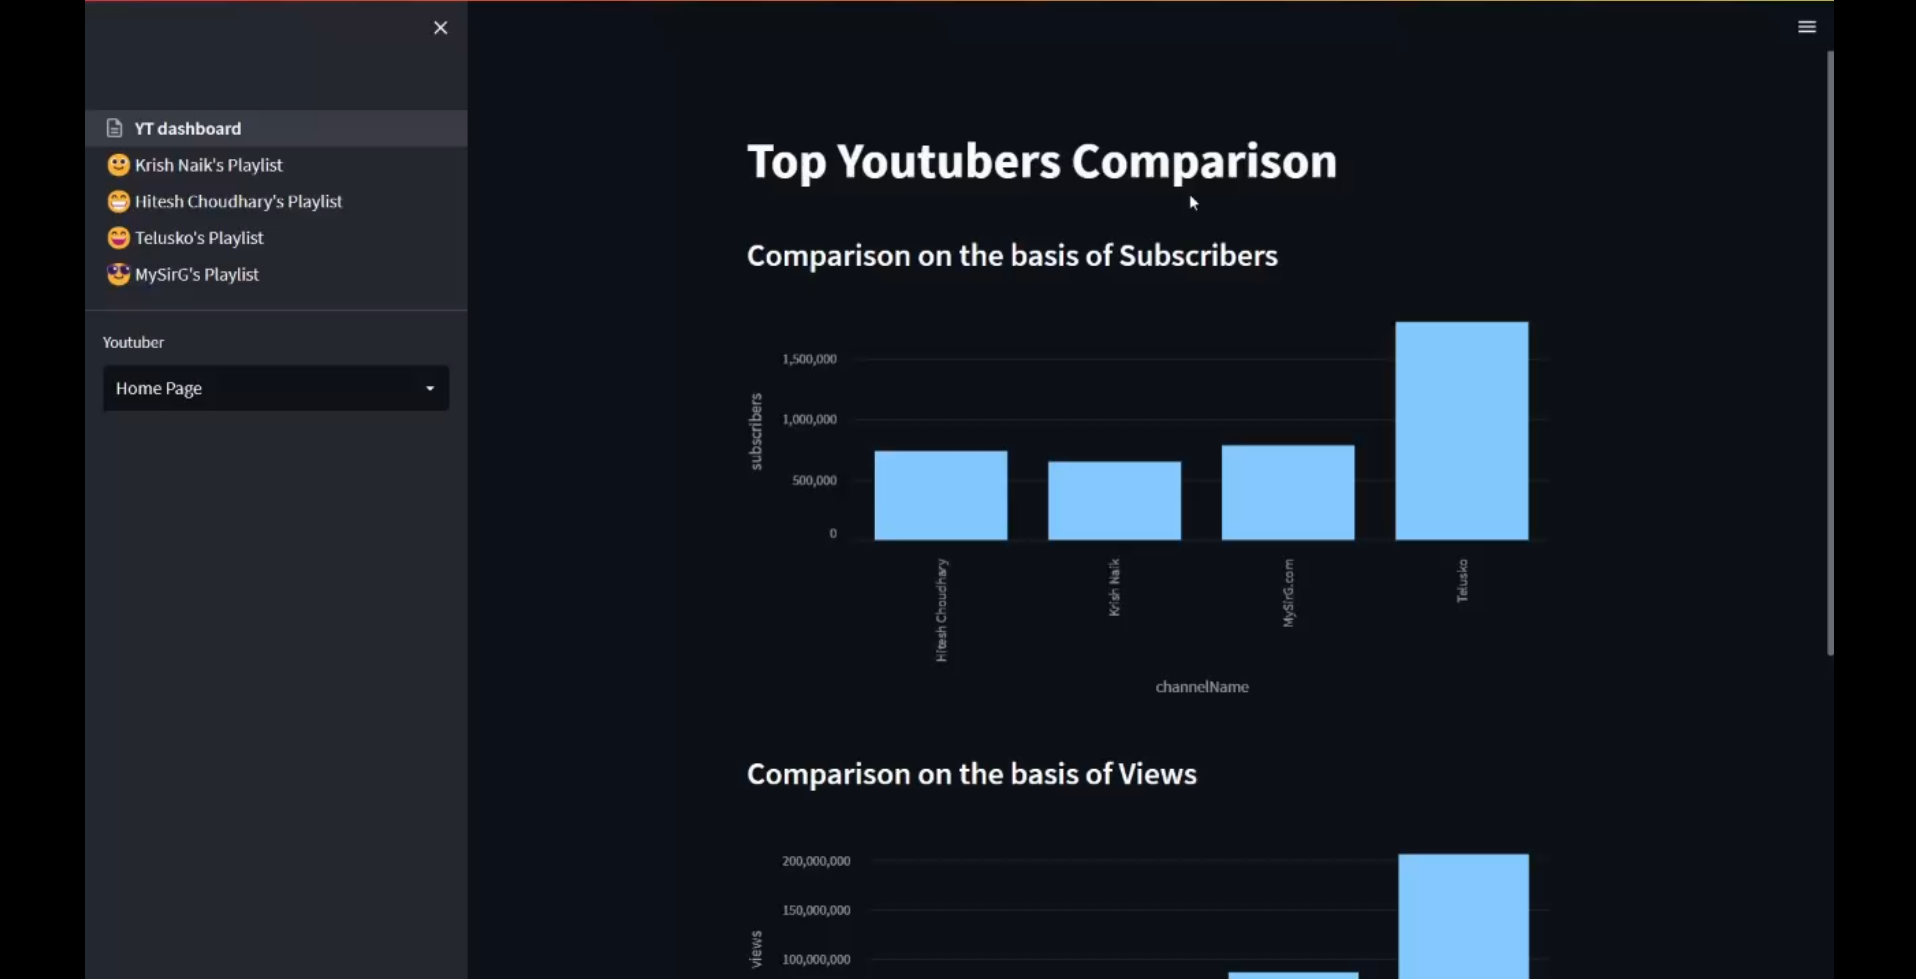 YT dashboard
Krish Naik's Playlist
Hitesh Choudhary's Playlist
Telusko's Playlist
MySirG's Playlist
Youtuber
Home Page
Top Youtubers Comparison
Comparison on the basis of Subscribers
1,500,000
1,000,000
500,000
0
subscribers
Hitesh Choudhary
Krish Naik
MySirG.com
Telusko
channelName
Comparison on the basis of Views
200,000,000
150,000,000
100,000,000
views